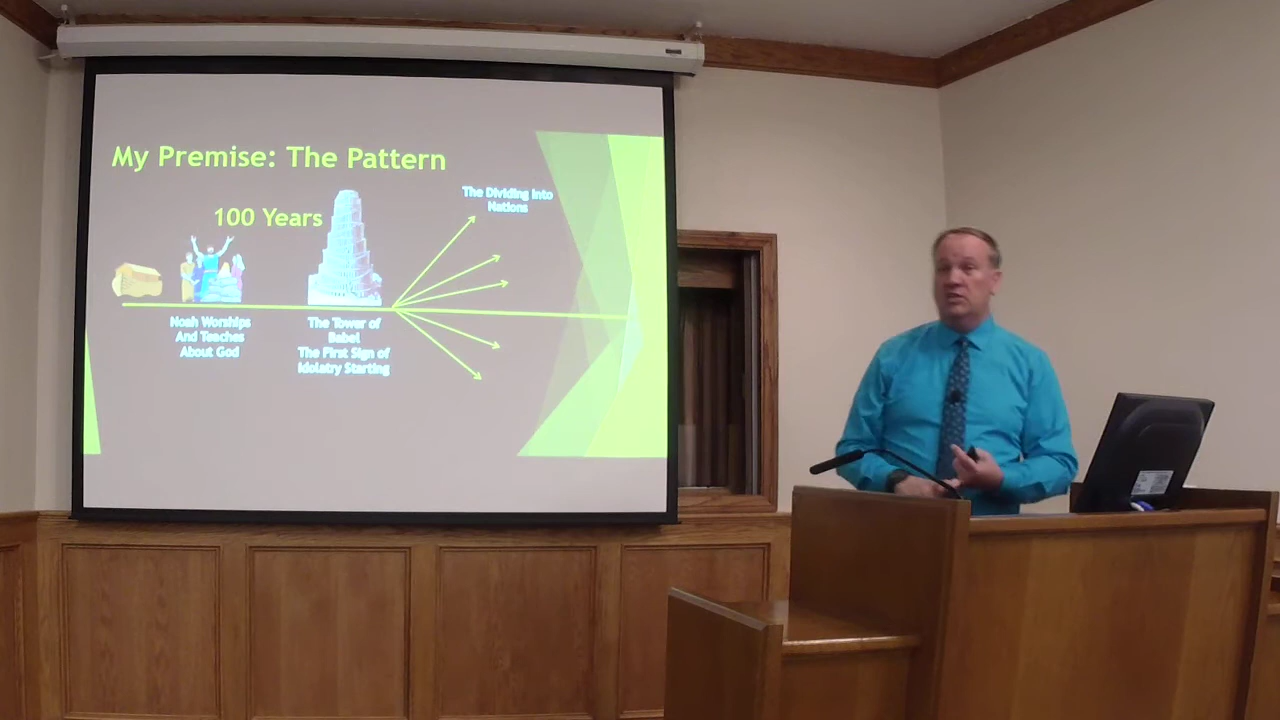 My Premise: The Pattern
100 Years
The Dividing Into
Nations
Noah Worships
And Teaches
About God
The Tower of
Babel
The First Sign of
Idolatry Starting